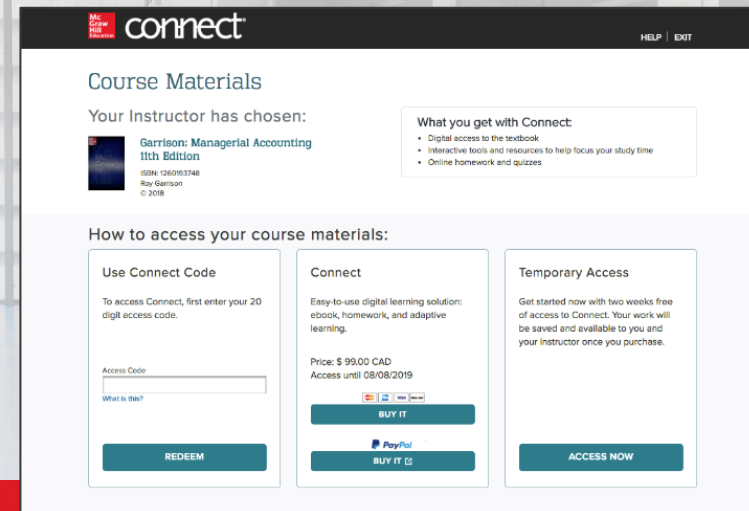 Mc
Graw
Hill
Education
connect
HELP | EXIT
Course Materials
Your Instructor has chosen:
Garrison: Managerial Accounting
11th Edition
ISBN: 1260193748
Roy Garrison
© 2018
What you get with Connect:
• Digital access to the textbook
• Interactive tools and resources to help focus your study time
• Online homework and quizzes
How to access your course materials:
Use Connect Code
To access Connect, first enter your 20
digit access code.
Access Code
What is this?
REDEEM
Connect
Easy-to-use digital learning solution:
ebook, homework, and adaptive
learning.
Price: $ 99.00 CAD
Access until 08/08/2019
VISA
BUY IT
PayPal
BUY IT
Temporary Access
Get started now with two weeks free
of access to Connect. Your work will
be saved and available to you and
your instructor once you purchase.
ACCESS NOW